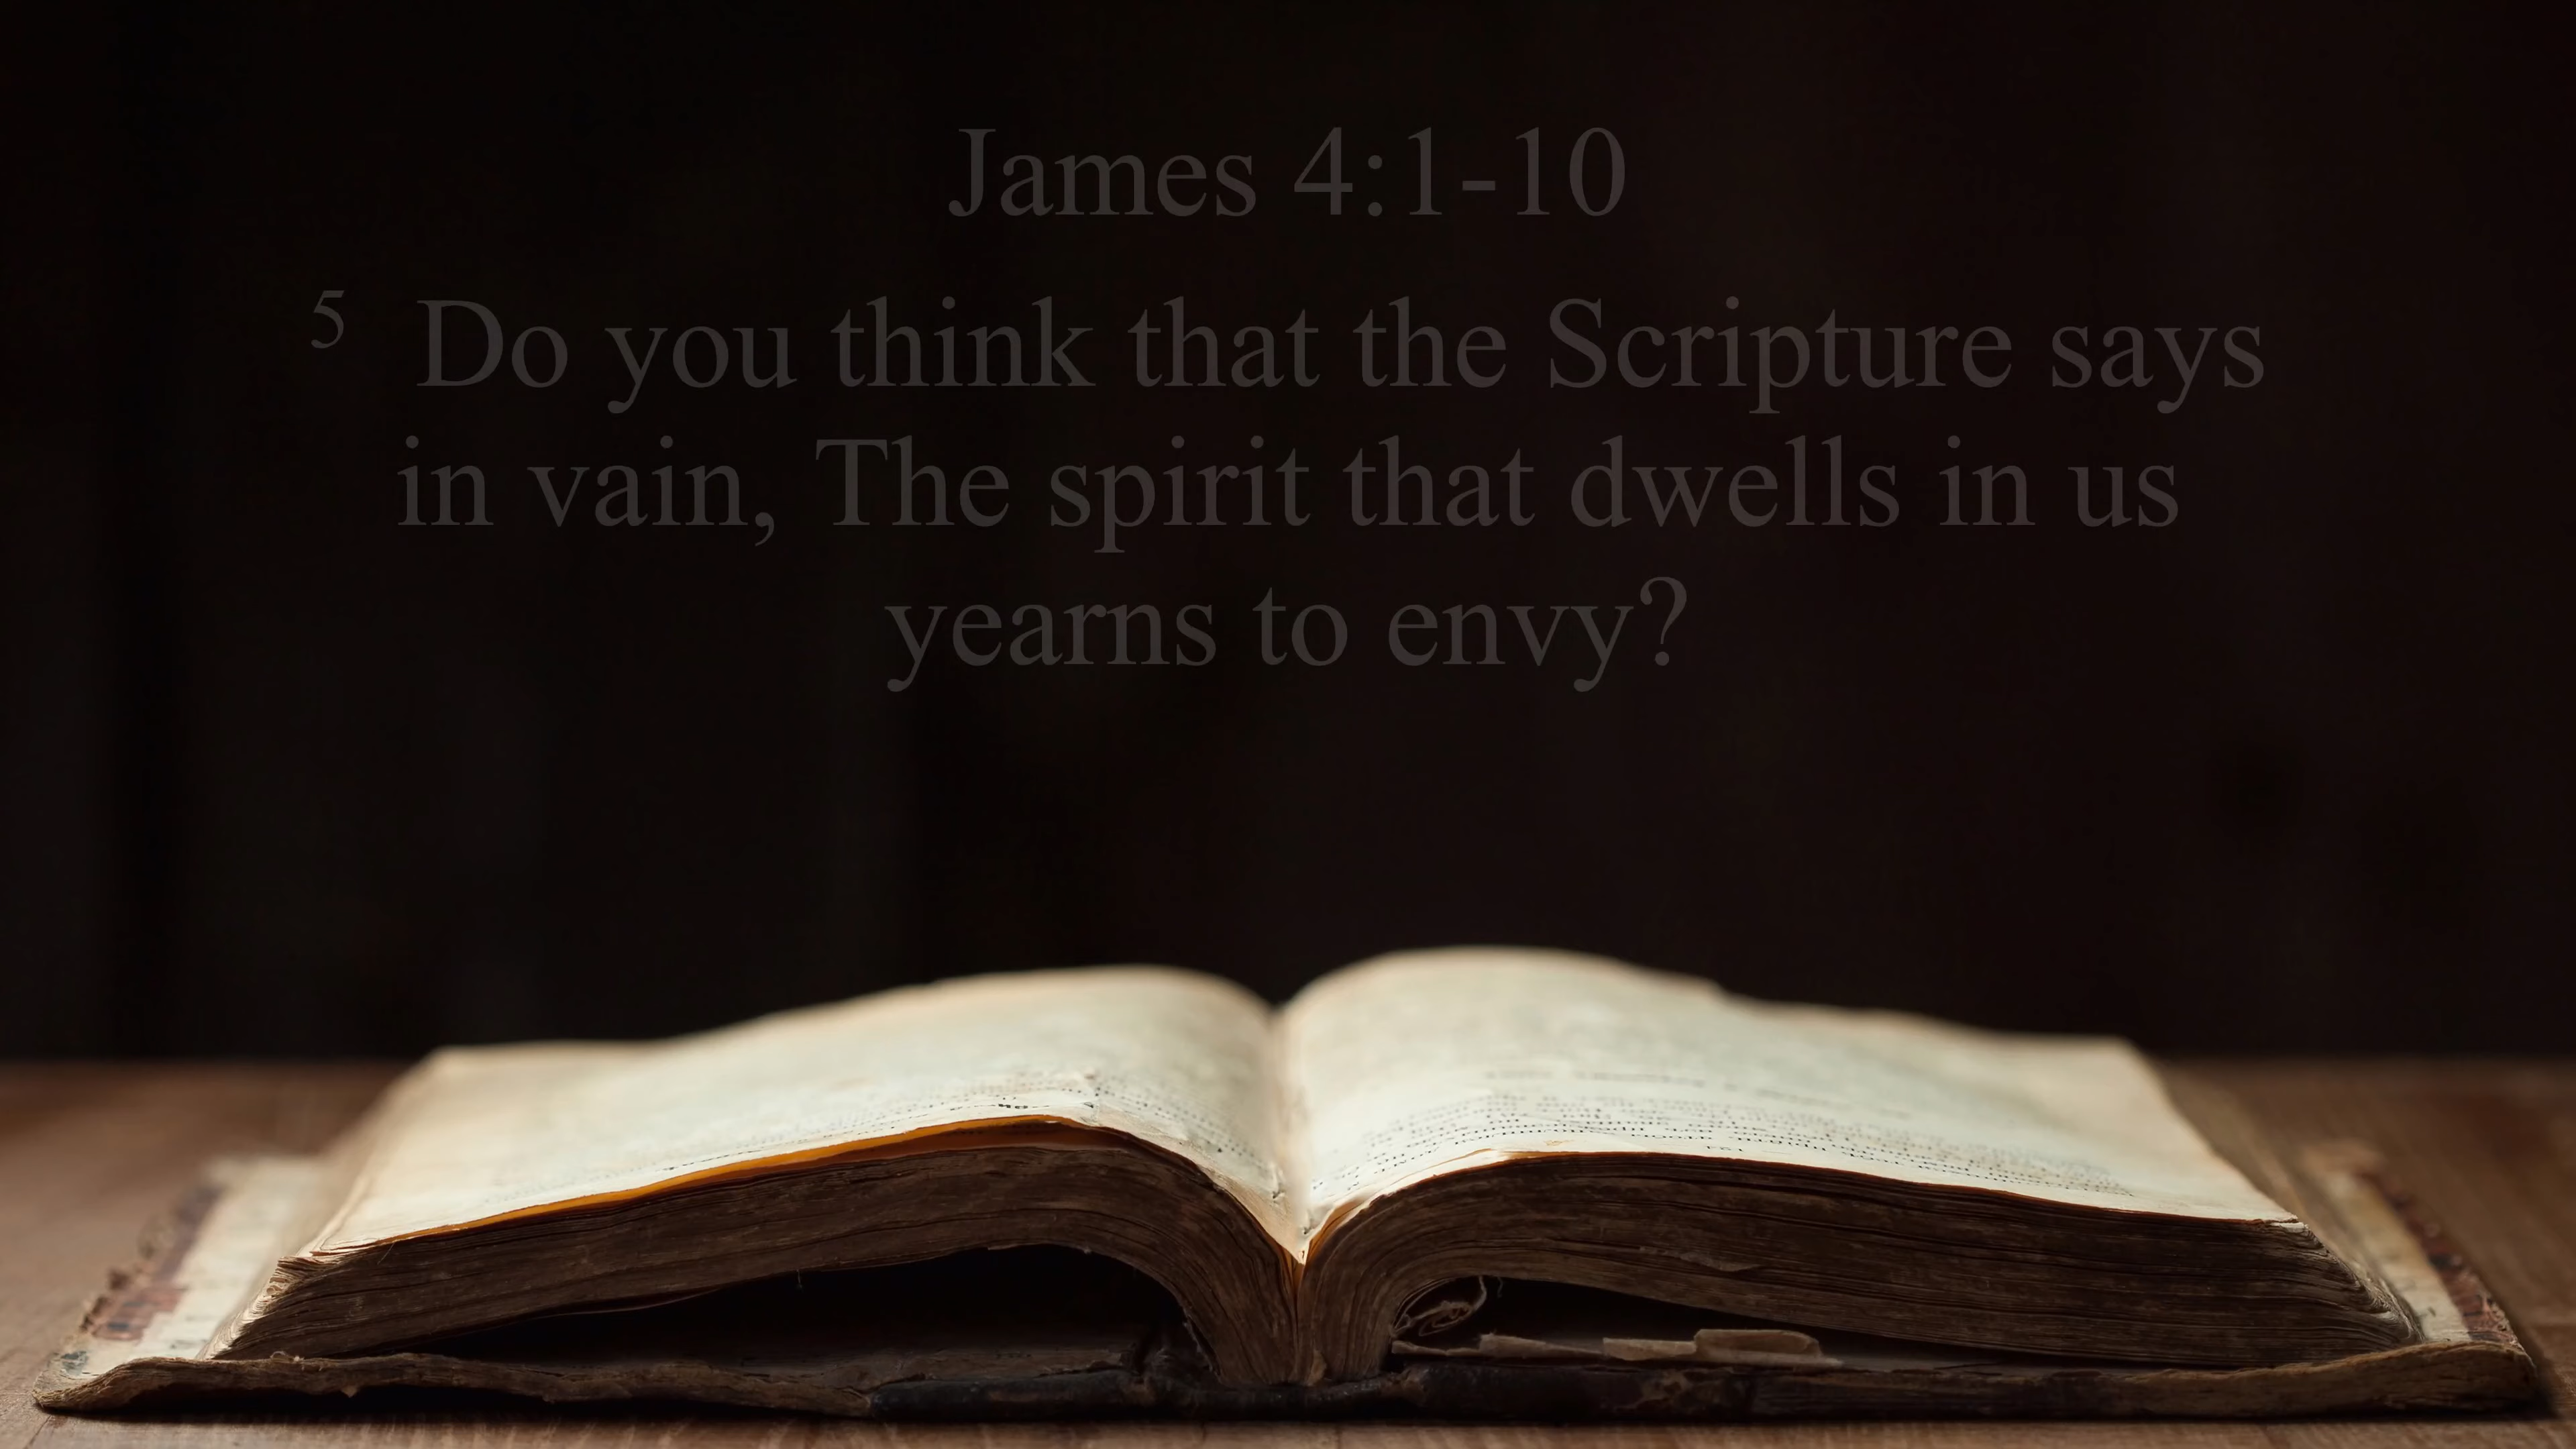 James 4:1-10
5 Do you think that the Scripture says
in vain, The spirit that dwells in us
yearns to envy?